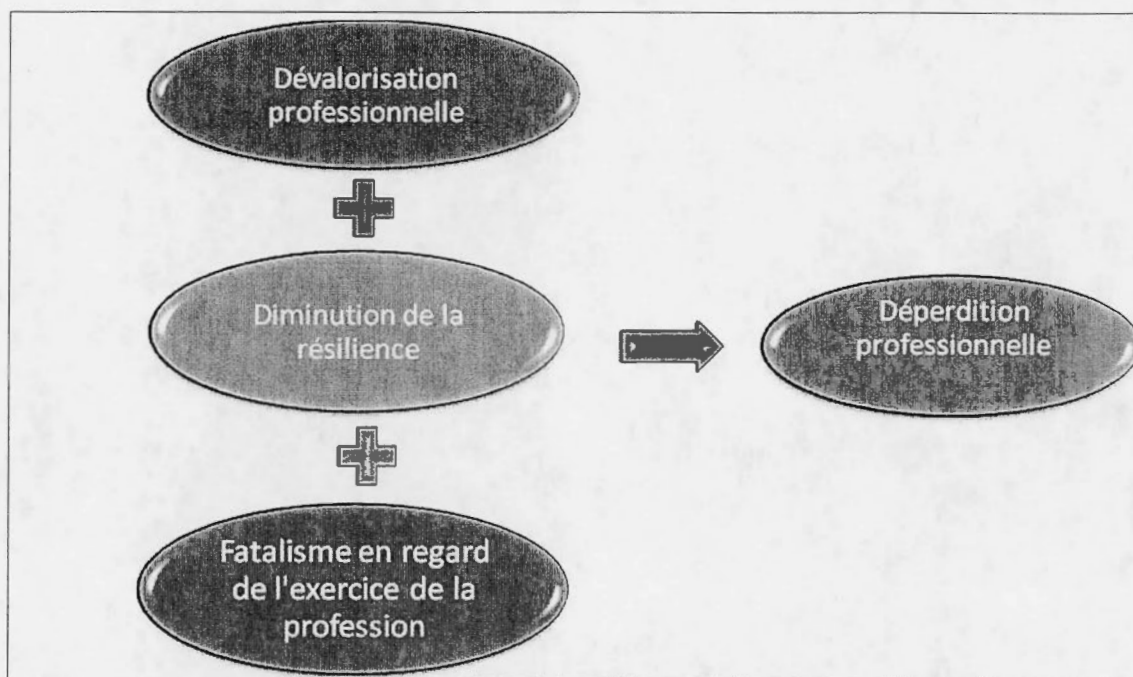 Dévalorisation
professionnelle
Diminution de la
résilience
Déperdition
professionnelle
Fatalisme en regard
de l'exercice de la
profession